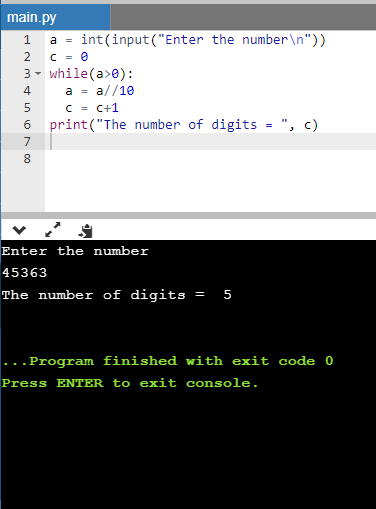 main.py
1 a = int(input("Enter the number\n"))
2 c = 0
3 while(a>0):
4   a = a//10
5   c = c+1
6 print("The number of digits = ", c)
7
8
Enter the number
45363
The number of digits =  5
...Program finished with exit code 0
Press ENTER to exit console.